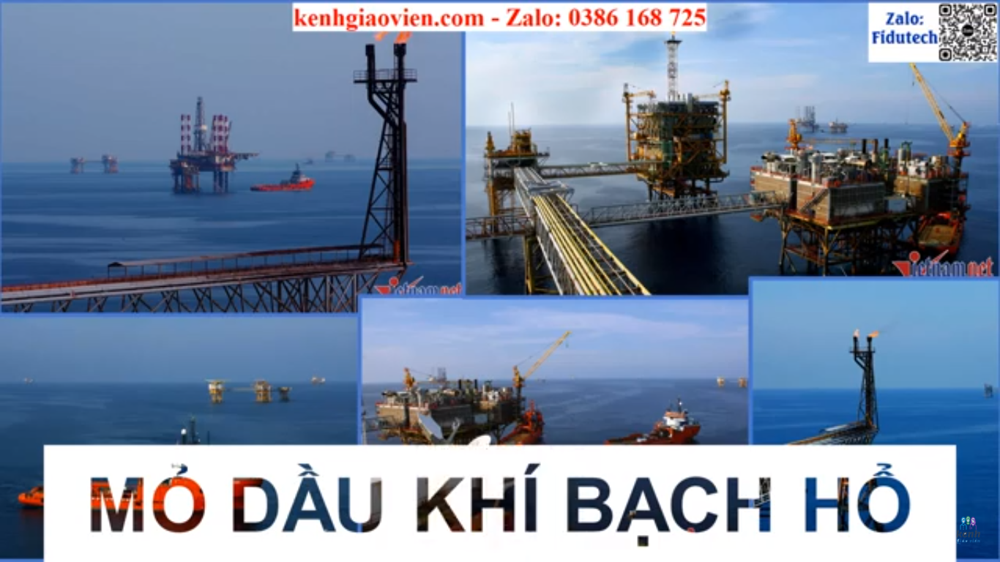 kenhgiaovien.com - Zalo: 0386 168 725
Zalo:
Fidutech
Vietnamnet
Vietnamnet
MỎ DẦU KHÍ BẠCH HỔ